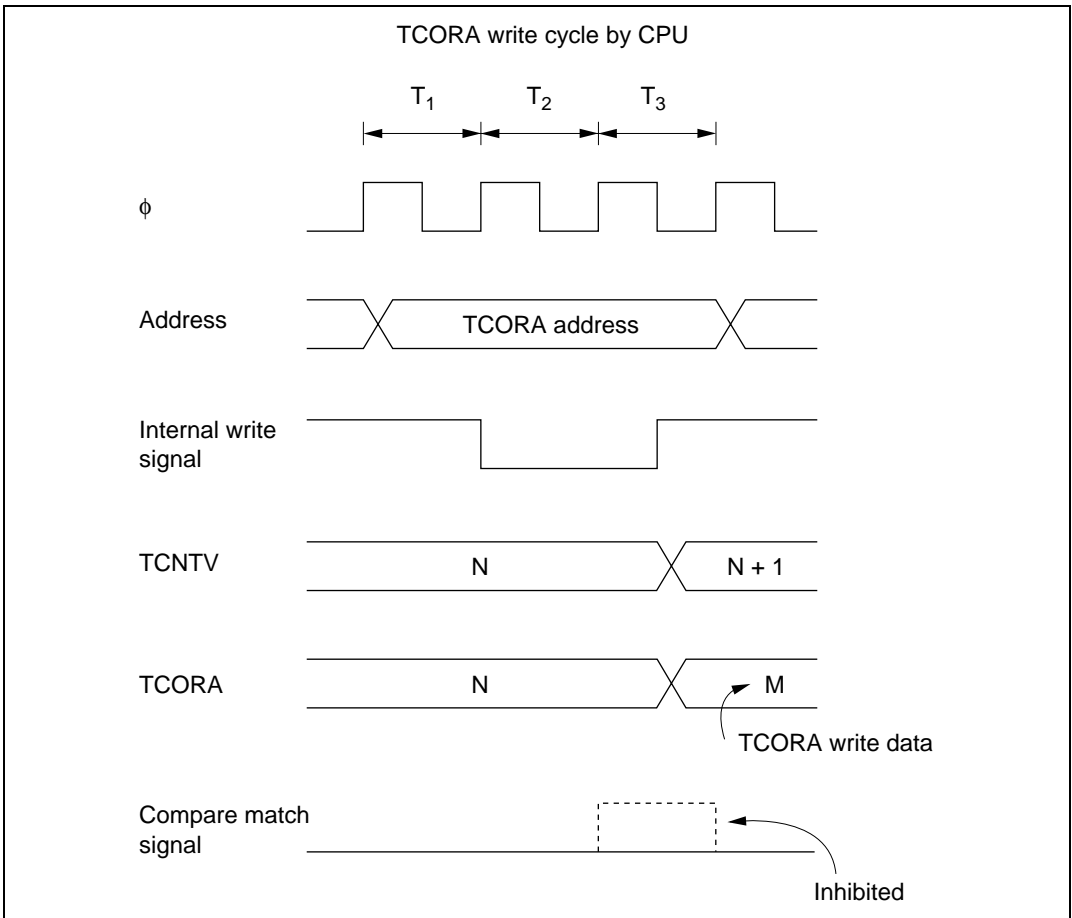 TCORA write cycle by CPU
T1 T2 T3
ϕ
Address
TCORA address
Internal write
signal
TCNTV
N
N + 1
TCORA
N
M
TCORA write data
Compare match
signal
Inhibited